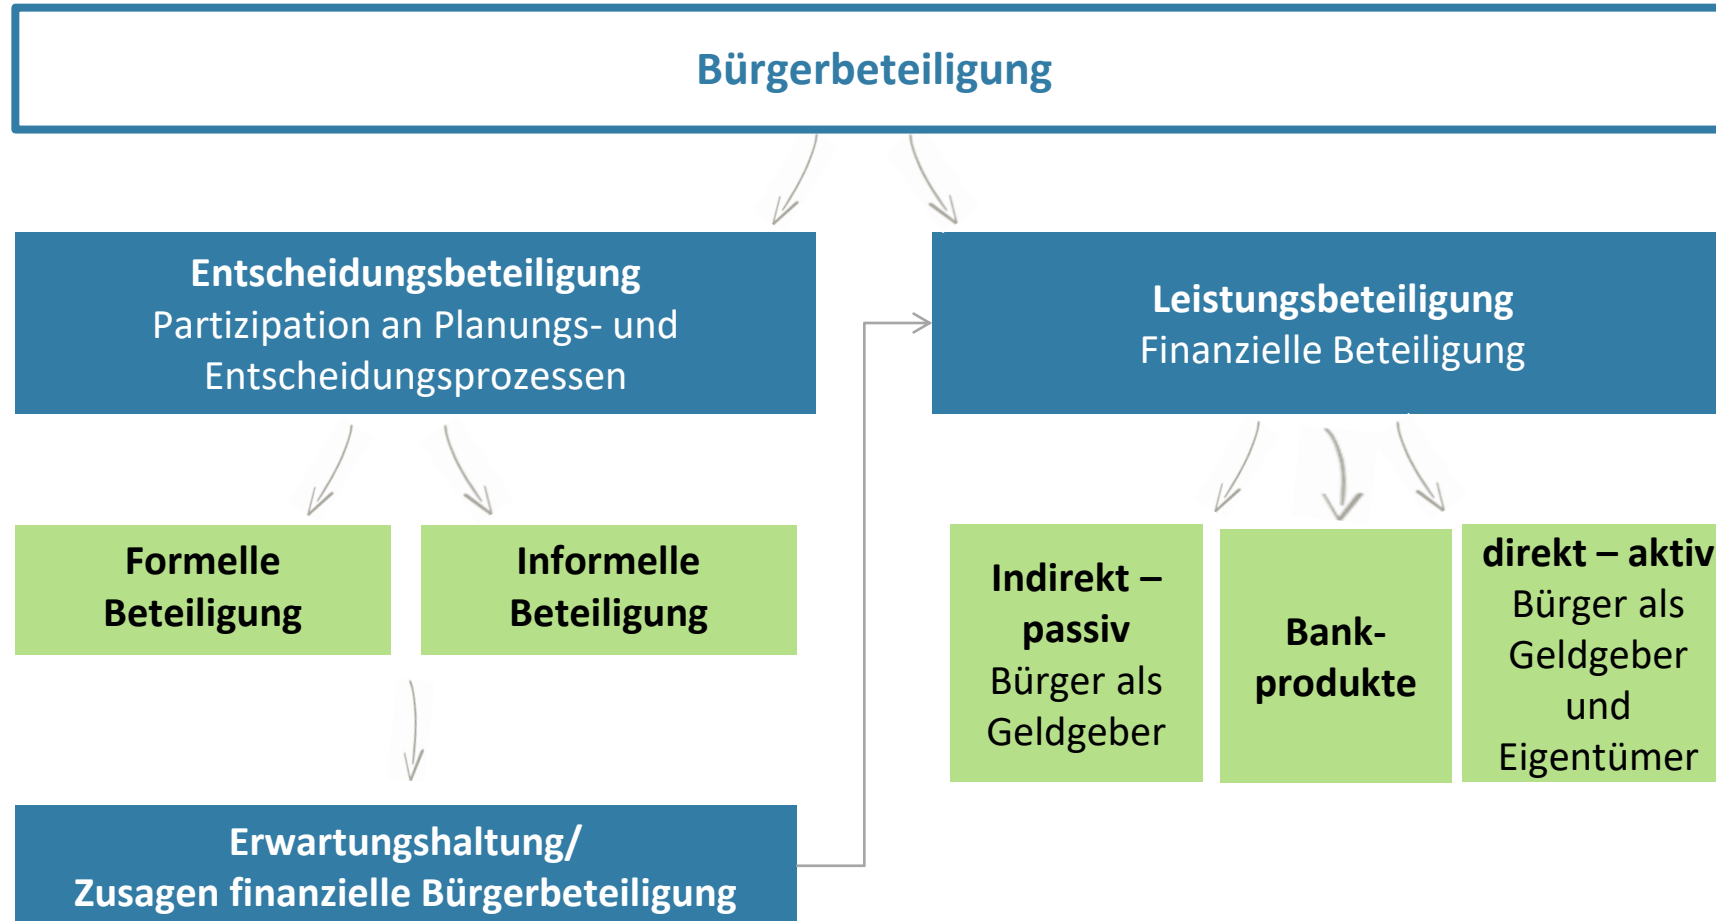 Bürgerbeteiligung
Entscheidungsbeteiligung
Partizipation an Planungs- und
Entscheidungsprozessen
Leistungsbeteiligung
Finanzielle Beteiligung
Formelle
Beteiligung
Informelle
Beteiligung
Indirekt –
passiv
Bürger als
Geldgeber
Bank-
produkte
direkt – aktiv
Bürger als
Geldgeber
und
Eigentümer
Erwartungshaltung/
Zusagen finanzielle Bürgerbeteiligung